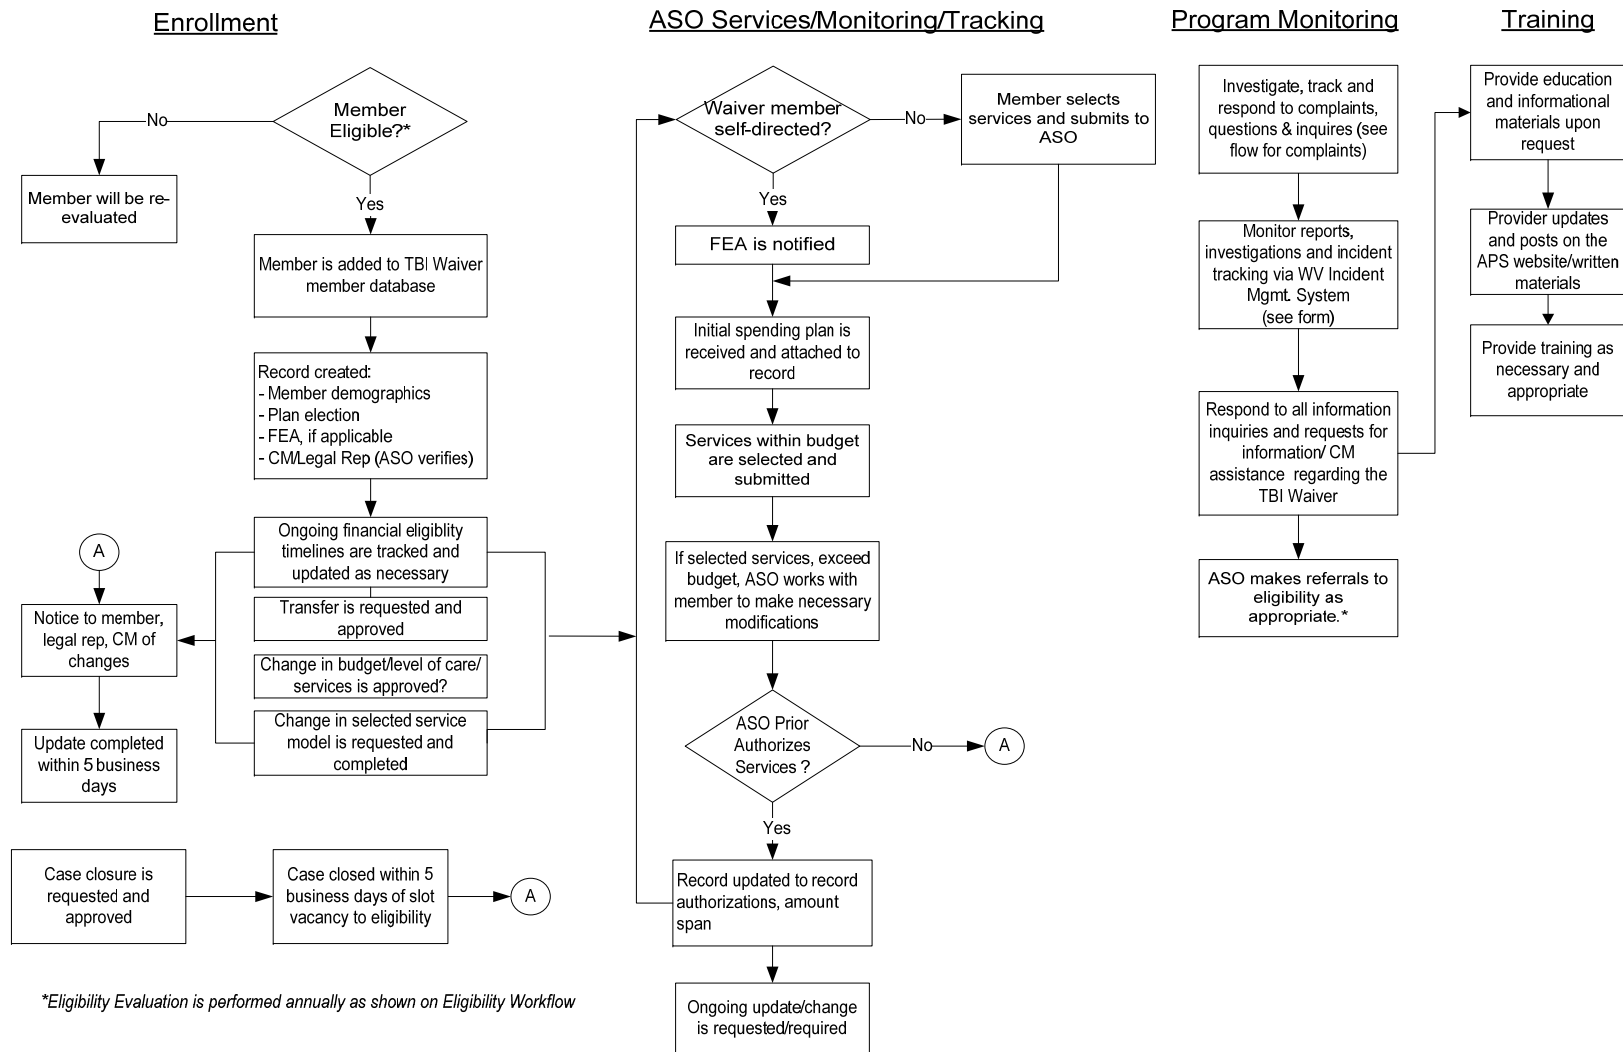 Enrollment
Member
Eligible?*
No
Member will be re-
evaluated
Yes
Member is added to TBI Waiver
member database
Record created:
- Member demographics
- Plan election
- FEA, if applicable
- CM/Legal Rep (ASO verifies)
Ongoing financial eligiblity
timelines are tracked and
updated as necessary
Transfer is requested and
approved
Change in budget/level of care/
services is approved?
Change in selected service
model is requested and
completed
A
Notice to member,
legal rep, CM of
changes
Update completed
within 5 business
days
Case closure is
requested and
approved
Case closed within 5
business days of slot
vacancy to eligibility
A
*Eligibility Evaluation is performed annually as shown on Eligibility Workflow
ASO Services/Monitoring/Tracking
Waiver member
self-directed?
No
Member selects
services and submits to
ASO
Yes
FEA is notified
Initial spending plan is
received and attached to
record
Services within budget
are selected and
submitted
If selected services, exceed
budget, ASO works with
member to make necessary
modifications
ASO Prior
Authorizes
Services ?
No
A
Yes
Record updated to record
authorizations, amount
span
Ongoing update/change
is requested/required
Program Monitoring
Investigate, track and
respond to complaints,
questions & inquires (see
flow for complaints)
Monitor reports,
investigations and incident
tracking via WV Incident
Mgmt. System
(see form)
Respond to all information
inquiries and requests for
information/ CM
assistance regarding the
TBI Waiver
ASO makes referrals to
eligibility as
appropriate.*
Training
Provide education
and informational
materials upon
request
Provider updates
and posts on the
APS website/written
materials
Provide training as
necessary and
appropriate